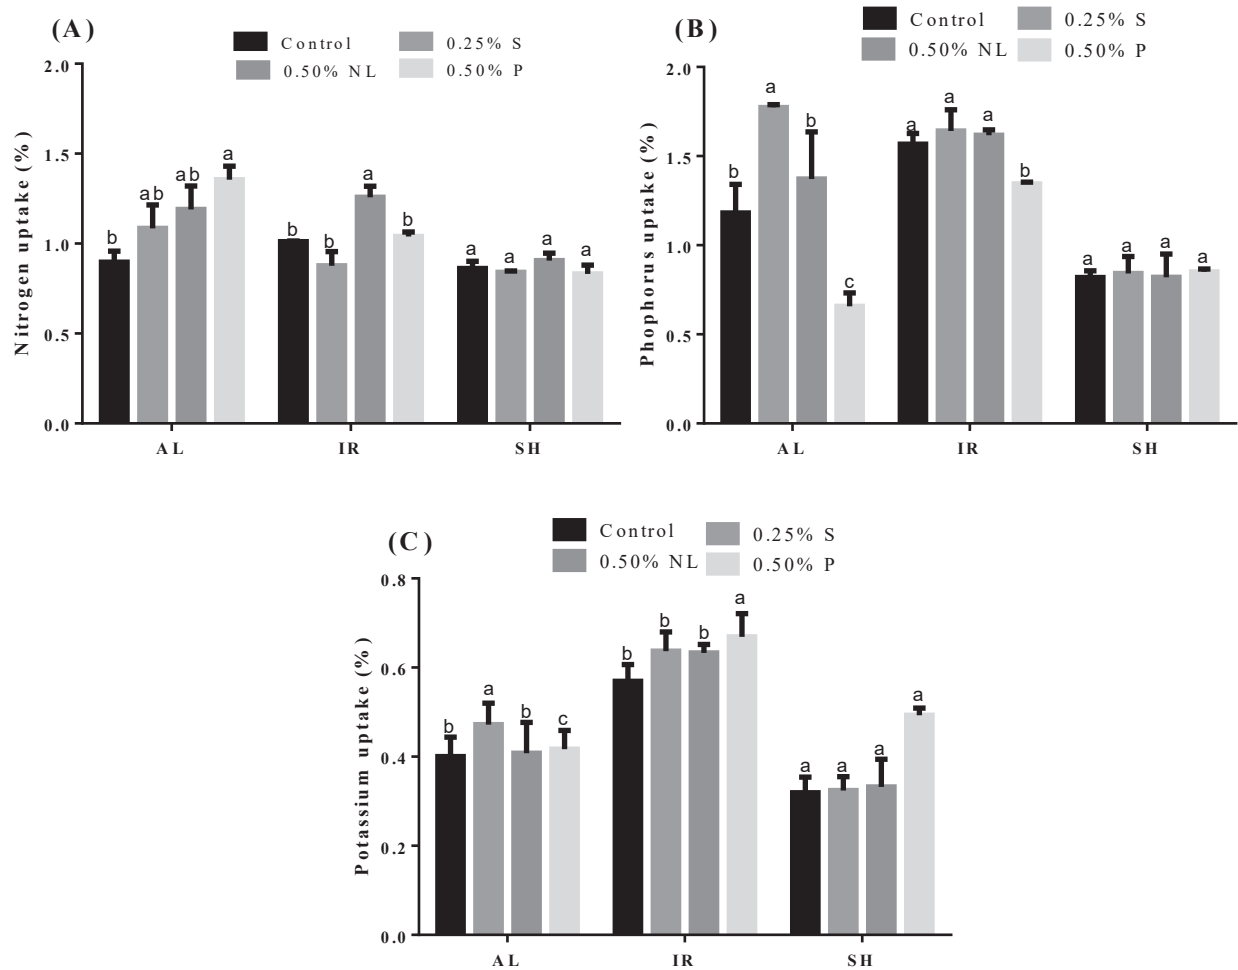 (A)
Control
0.25% S
0.50% NL
0.50% P
Nitrogen uptake (%)
2.0
1.5
1.0
0.5
0.0
b
ab
ab
a
b
b
a
b
a
a
a
a
AL
IR
SH
(B)
Control
0.25% S
0.50% NL
0.50% P
Phophorus uptake (%)
2.0
1.5
1.0
0.5
0.0
b
a
b
c
a
a
a
b
a
a
a
a
AL
IR
SH
(C)
Control
0.25% S
0.50% NL
0.50% P
Potassium uptake (%)
0.8
0.6
0.4
0.2
0.0
b
a
b
c
b
b
b
a
a
a
a
a
AL
IR
SH